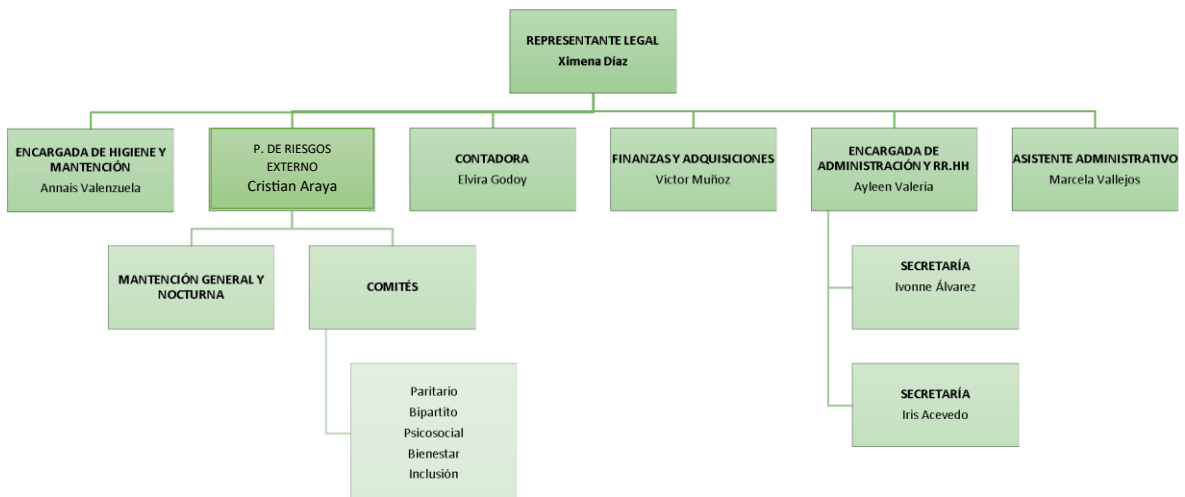 REPRESENTANTE LEGAL
Ximena Díaz
ENCARGADA DE HIGIENE Y
MANTENCIÓN
Annais Valenzuela
P. DE RIESGOS
EXTERNO
Cristian Araya
CONTADORA
Elvira Godoy
FINANZAS Y ADQUISICIONES
Victor Muñoz
ENCARGADA DE
ADMINISTRACIÓN Y RR.HH
Ayleen Valeria
ASISTENTE ADMINISTRATIVO
Marcela Vallejos
MANTENCIÓN GENERAL Y
NOCTURNA
COMITÉS
SECRETARÍA
Ivonne Álvarez
Paritario
Bipartito
Psicosocial
Bienestar
Inclusión
SECRETARÍA
Iris Acevedo